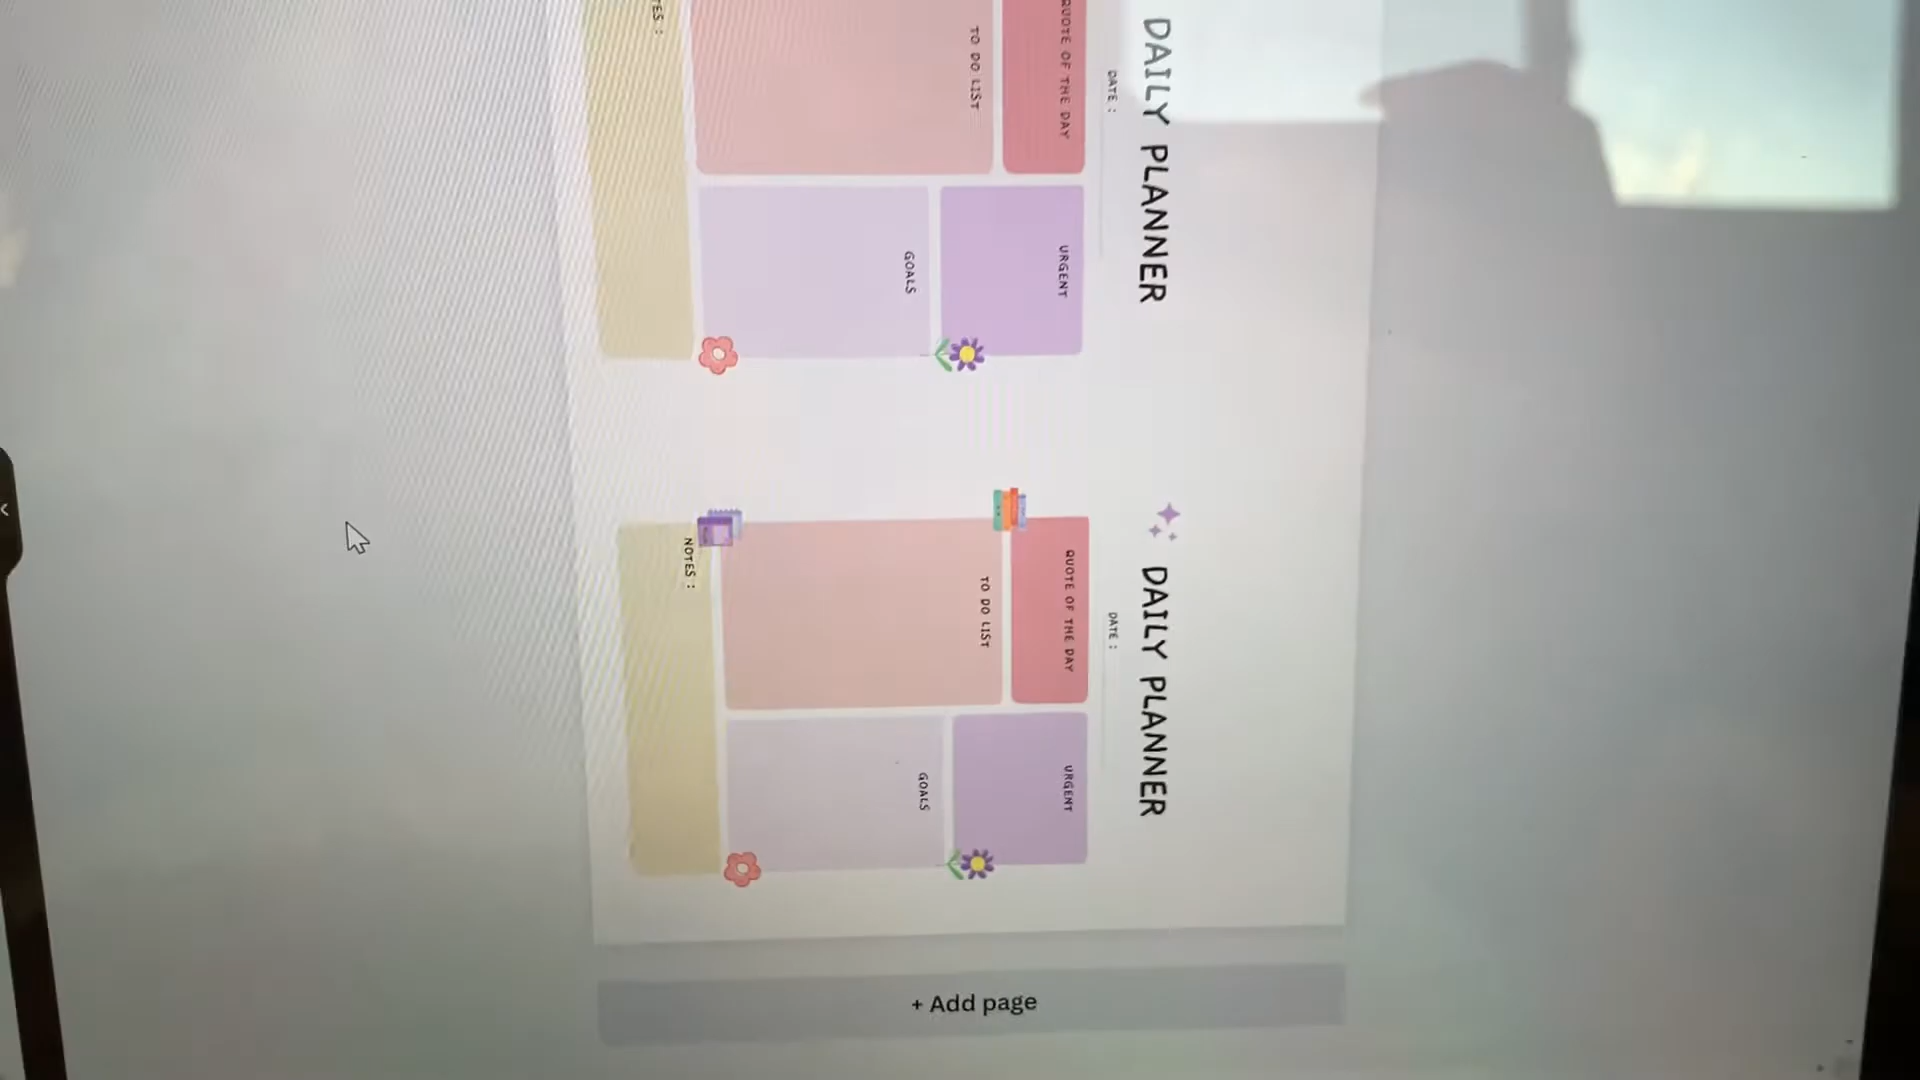 DAILY PLANNER
DATE :
QUOTE OF THE DAY
URGENT
TO DO LIST
GOALS
DAILY PLANNER
DATE :
QUOTE OF THE DAY
URGENT
TO DO LIST
GOALS
NOTES :
+ Add page